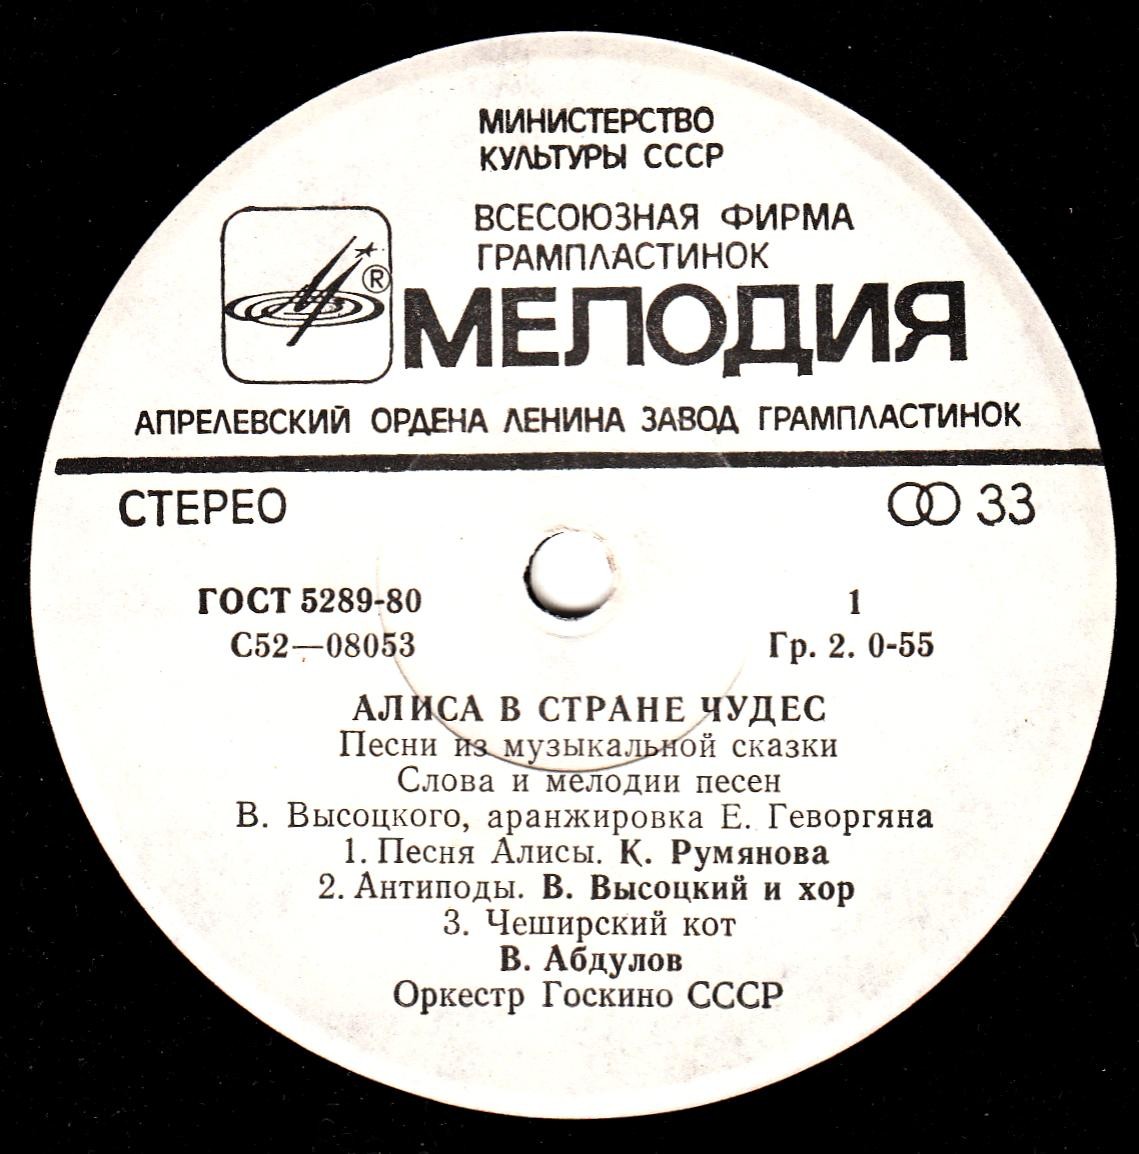 МИНИСТЕРСТВО
КУЛЬТУРЫ СССР
ВСЕСОЮЗНАЯ ФИРМА
ГРАМПЛАСТИНОК
®
МЕЛОДИЯ
АПРЕЛЕВСКИЙ ОРДЕНА ЛЕНИНА ЗАВОД ГРАМПЛАСТИНОК
СТЕРЕО 33
ГОСТ 5289-80 1
С52—08053 Гр. 2. 0-55
АЛИСА В СТРАНЕ ЧУДЕС
Песни из музыкальной сказки
Слова и мелодии песен
В. Высоцкого, аранжировка Е. Геворгяна
1. Песня Алисы. К. Румянова
2. Антиподы. В. Высоцкий и хор
3. Чеширский кот
В. Абдулов
Оркестр Госкино СССР